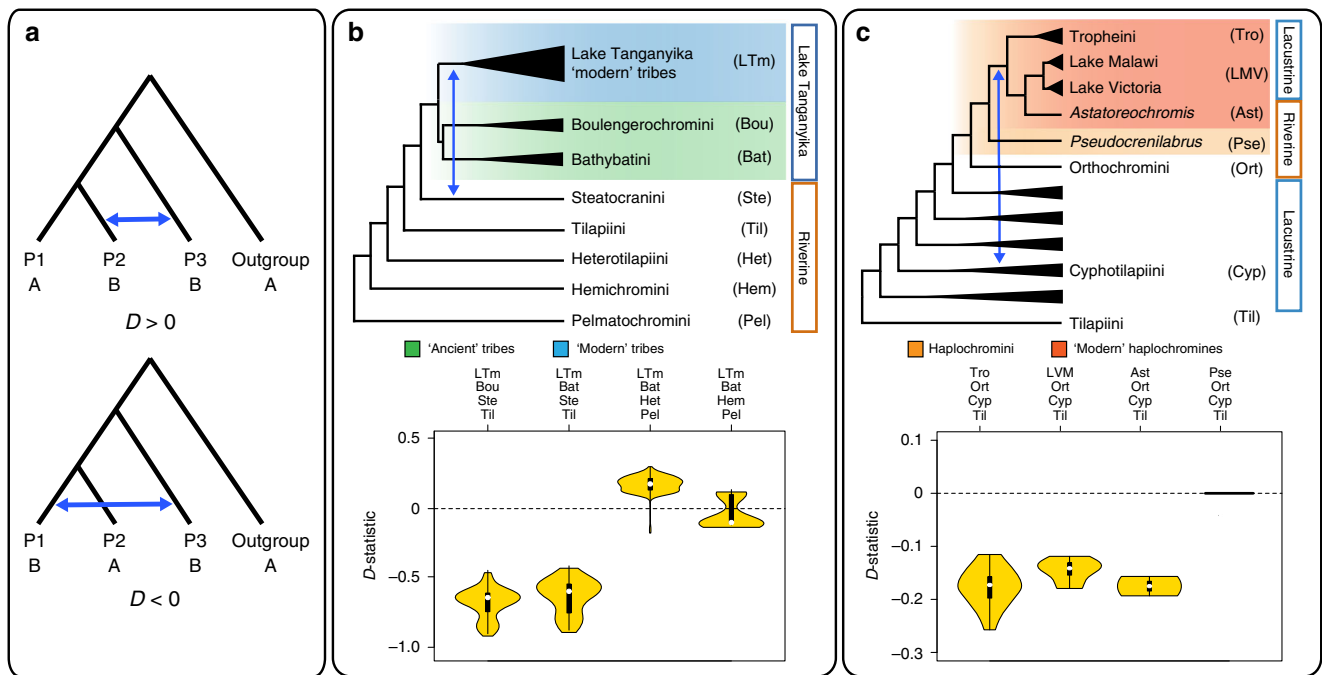 a
P1 P2 P3 Outgroup
A B B A
D > 0
P1 P2 P3 Outgroup
B A B A
D < 0
b
Lake Tanganyika
'modern' tribes
(LTm)
Boulengerochromini (Bou)
Bathybatini (Bat)
Steatocranini (Ste)
Tilapiini (Til)
Heterotilapiini (Het)
Hemichromini (Hem)
Pelmatochromini (Pel)
Lake Tanganyika
Riverine
'Ancient' tribes 'Modern' tribes
LTm LTm LTm LTm
Bou Bat Bat Bat
Ste Ste Het Hem
Til Til Pel Pel
0.5
0
−0.5
−1.0
D-statistic
c
Tropheini (Tro)
Lake Malawi
(LMV)
Lake Victoria
Astatoreochromis (Ast)
Pseudocrenilabrus (Pse)
Orthochromini (Ort)
Cyphotilapiini (Cyp)
Tilapiini (Til)
Lacustrine
Riverine
Lacustrine
Haplochromini 'Modern' haplochromines
Tro LVM Ast Pse
Ort Ort Ort Ort
Cyp Cyp Cyp Cyp
Til Til Til Til
0.1
0
−0.1
−0.2
−0.3
D-statistic